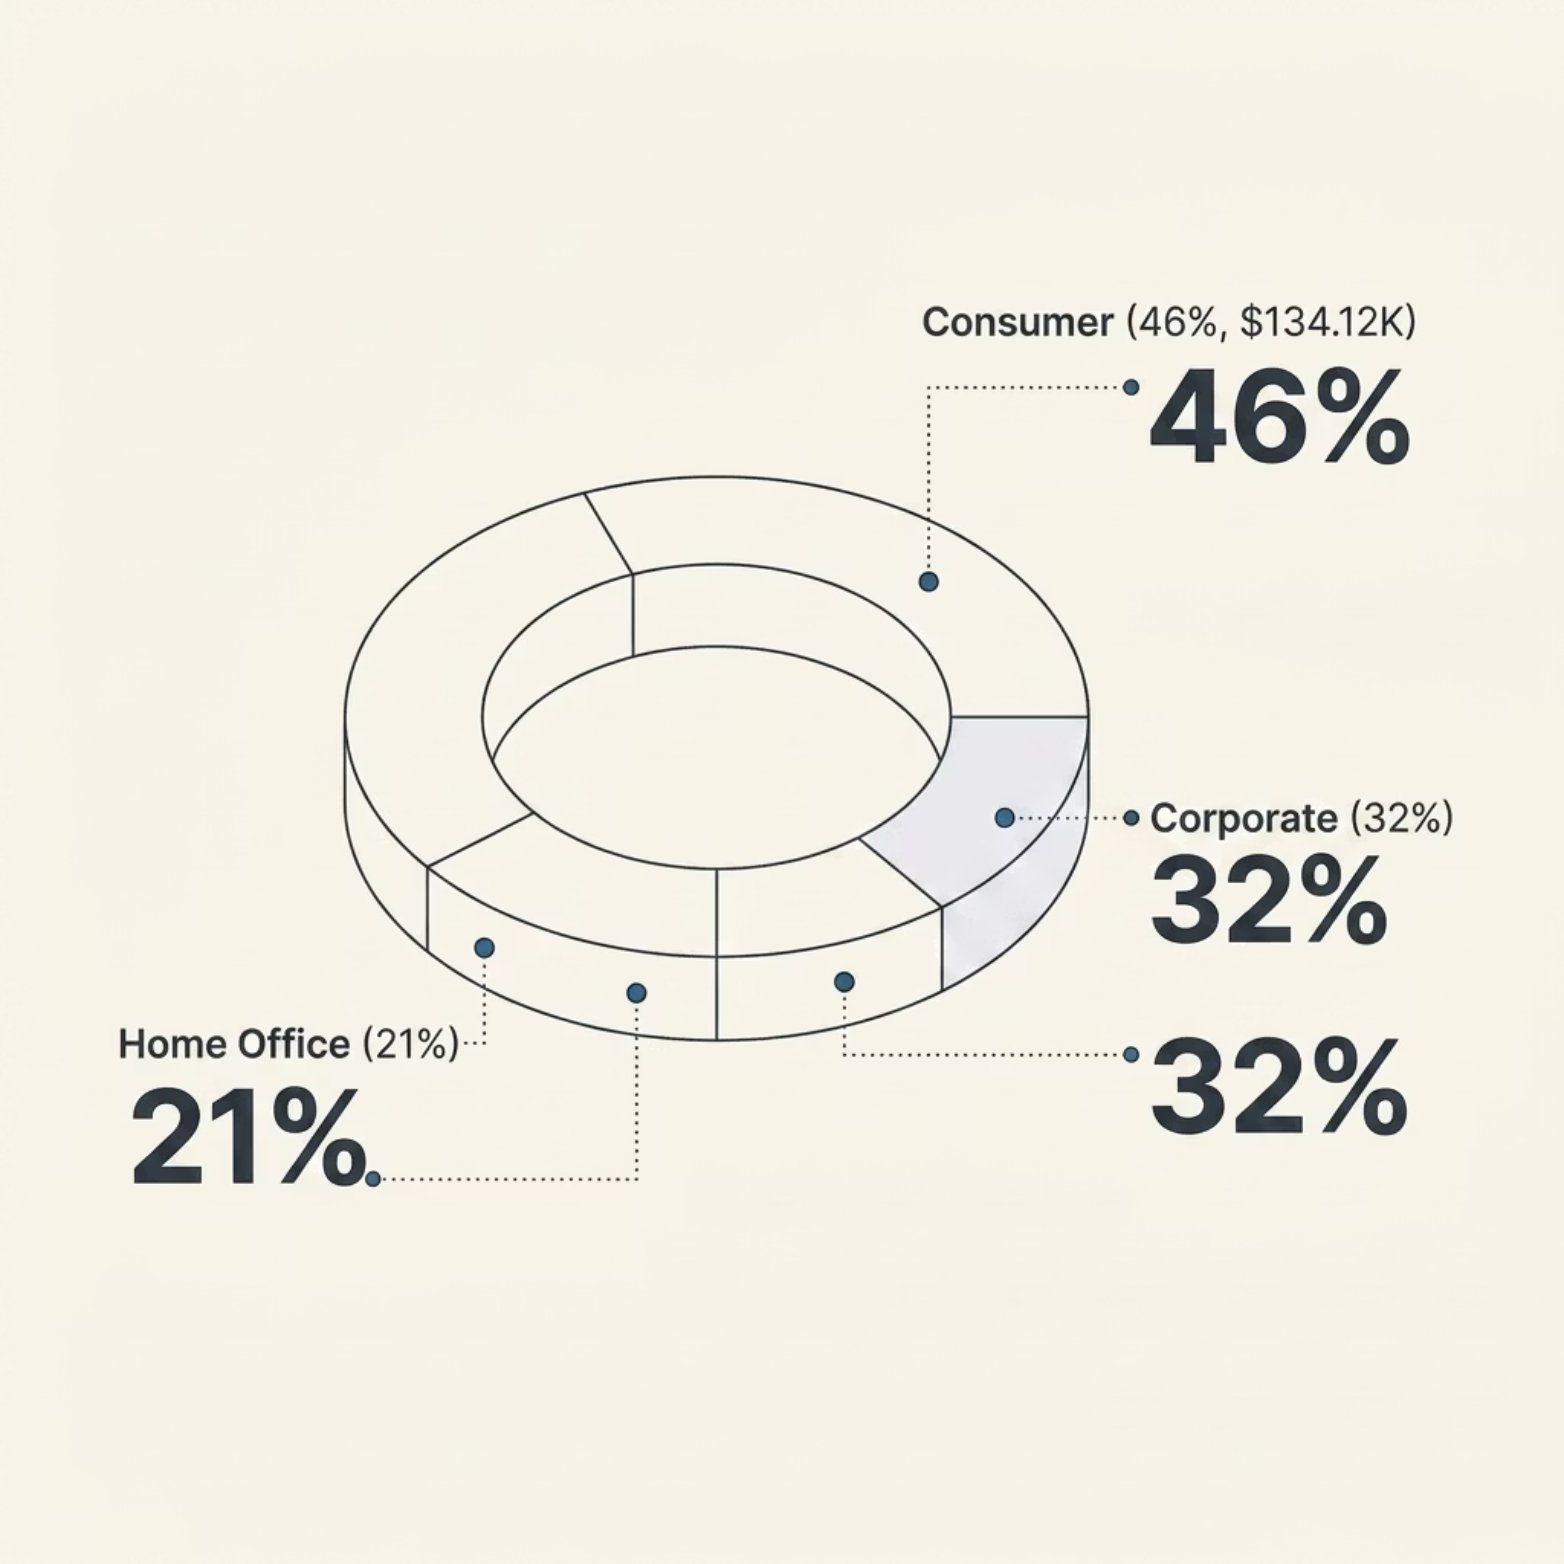 Consumer (46%, $134.12K)
46%
Corporate (32%)
32%
32%
Home Office (21%)
21%